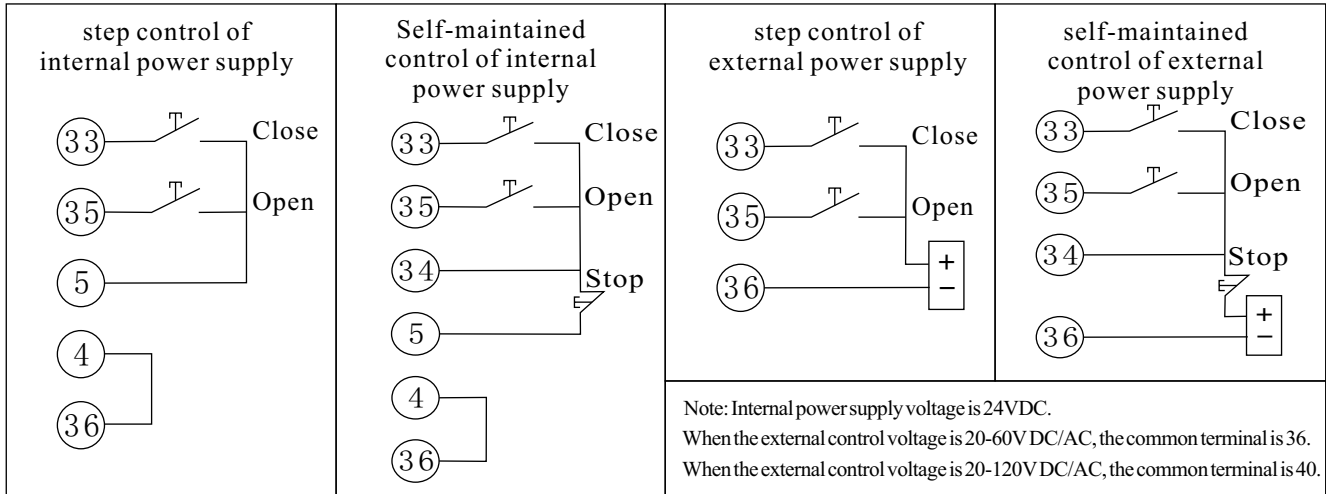 step control of
internal power supply
33
Close
35
Open
5
4
36
Self-maintained
control of internal
power supply
33
Close
35
Open
34
Stop
5
4
36
step control of
external power supply
33
Close
35
Open
+
36
−
self-maintained
control of external
power supply
33
Close
35
Open
34
Stop
+
36
−
Note: Internal power supply voltage is 24VDC.
When the external control voltage is 20-60V DC/AC, the common terminal is 36.
When the external control voltage is 20-120V DC/AC, the common terminal is 40.